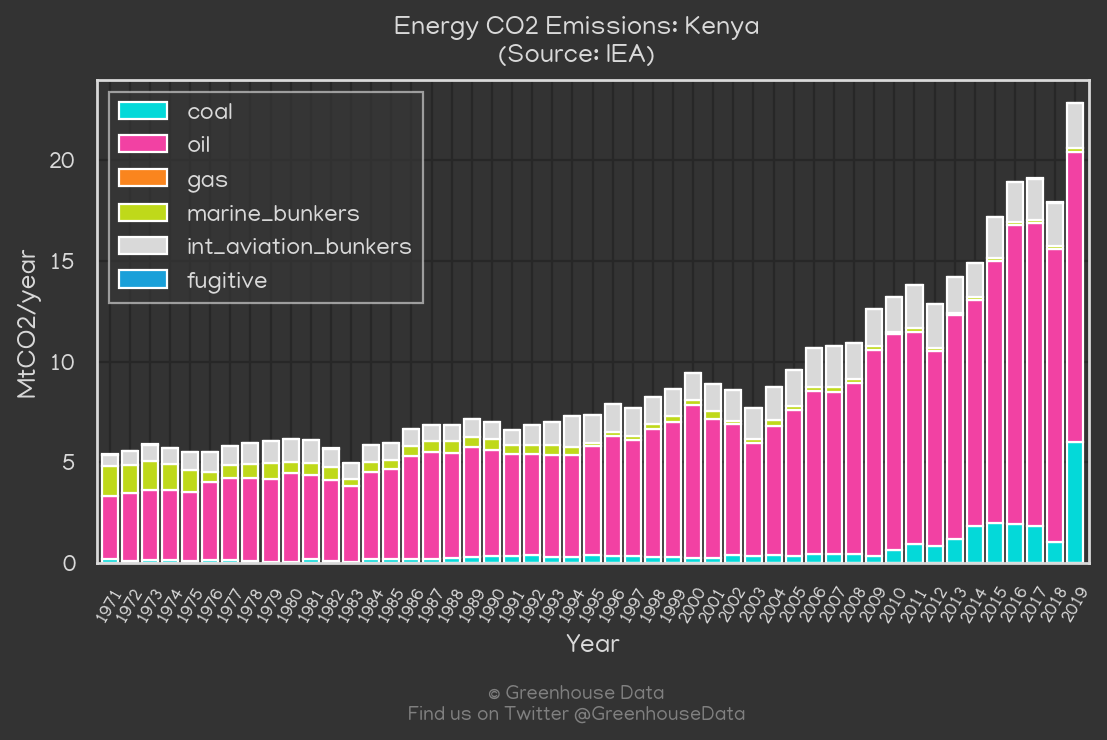 Energy CO2 Emissions: Kenya
(Source: IEA)
coal
oil
gas
marine_bunkers
int_aviation_bunkers
fugitive
MtCO2/year
20
15
10
5
0
1971 1972 1973 1974 1975 1976 1977 1978 1979 1980 1981 1982 1983 1984 1985 1986 1987 1988 1989 1990 1991 1992 1993 1994 1995 1996 1997 1998 1999 2000 2001 2002 2003 2004 2005 2006 2007 2008 2009 2010 2011 2012 2013 2014 2015 2016 2017 2018 2019
Year
© Greenhouse Data
Find us on Twitter @GreenhouseData